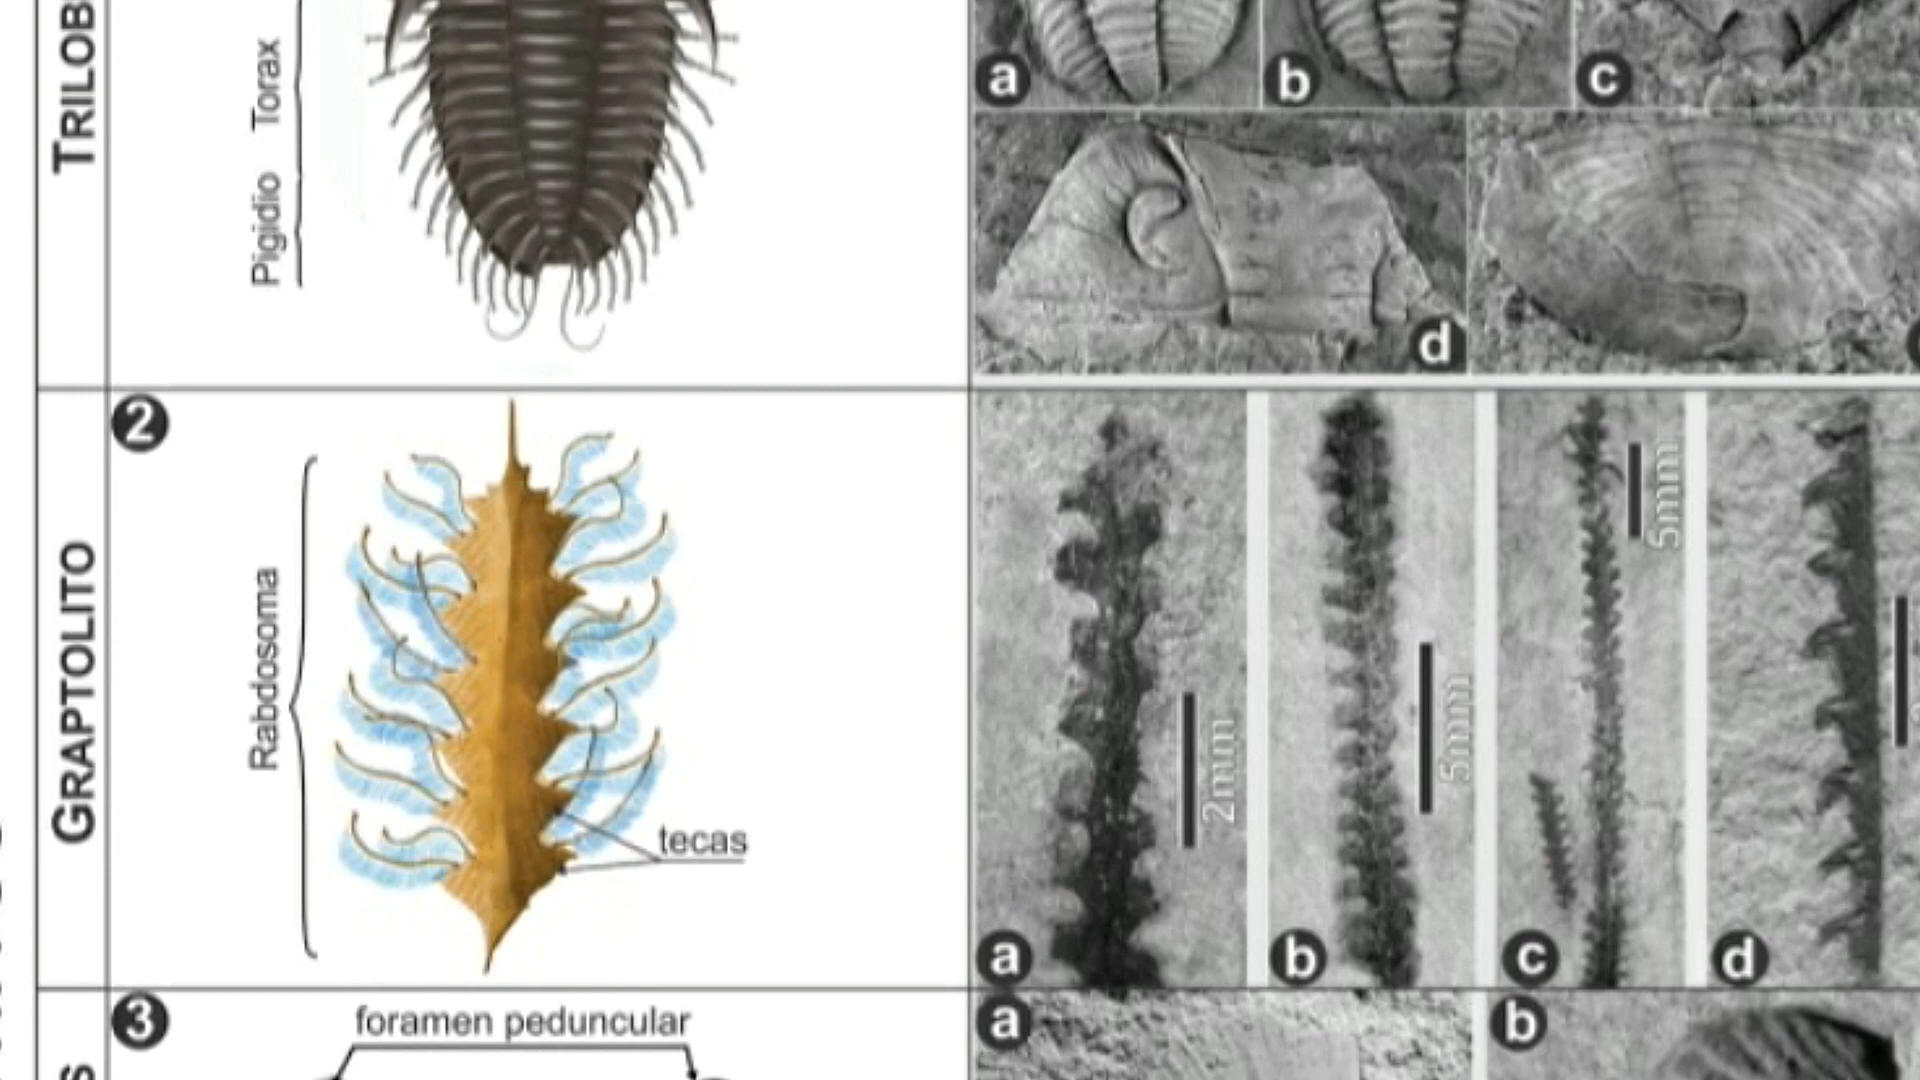 TRILOB
Torax
Pigidio
a
b
c
d
2
GRAPTOLITO
Rabdosoma
tecas
a
2mm
b
5mm
c
5mm
d
3
foramen peduncular
a
b
S